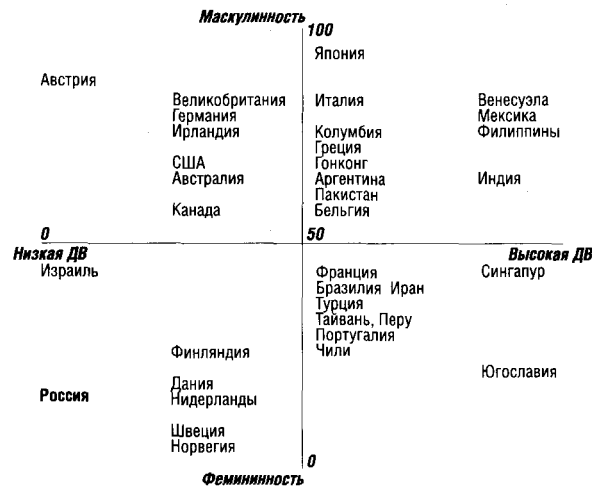 Маскулинность
100
Япония
Австрия
Великобритания Италия Венесуэла
Германия Мексика
Ирландия Колумбия Филиппины
Греция
США Гонконг
Австралия Аргентина Индия
Пакистан
Канада Бельгия
0 50
Низкая ДВ Высокая ДВ
Израиль Франция Сингапур
Бразилия Иран
Турция
Тайвань, Перу
Португалия
Финляндия Чили
Югославия
Дания
Россия Нидерланды
Швеция
Норвегия
0
Фемининность